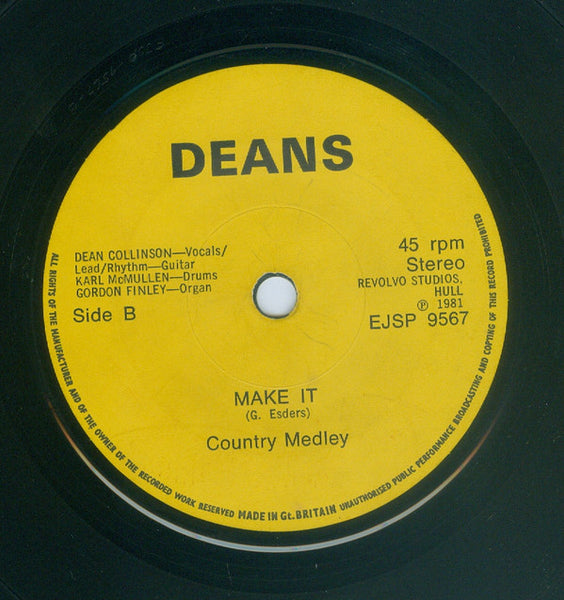 DEANS
DEAN COLLINSON—Vocals/
Lead/Rhythm—Guitar
KARL McMULLEN—Drums
GORDON FINLEY—Organ
Side B
45 rpm
Stereo
REVOLVO STUDIOS,
HULL
℗ 1981
EJSP 9567
MAKE IT
(G. Esders)
Country Medley
ALL RIGHTS OF THE MANUFACTURER AND OF THE OWNER OF THE RECORDED WORK RESERVED MADE IN Gt. BRITAIN UNAUTHORISED PUBLIC PERFORMANCE BROADCASTING AND COPYING OF THIS RECORD PROHIBITED